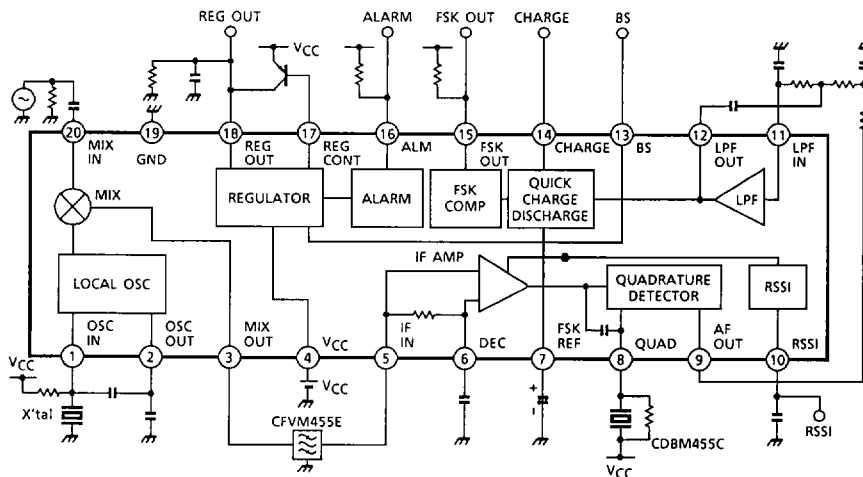 REG OUT
ALARM
FSK OUT
CHARGE
BS
VCC
20
19
18
17
16
15
14
13
12
11
MIX
IN
GND
REG
OUT
REG
CONT
ALM
FSK
OUT
CHARGE
BS
LPF
OUT
LPF
IN
MIX
REGULATOR
ALARM
FSK
COMP
QUICK
CHARGE
DISCHARGE
LPF
IF AMP
LOCAL OSC
QUADRATURE
DETECTOR
RSSI
OSC
IN
OSC
OUT
MIX
OUT
VCC
IF
IN
DEC
FSK
REF
QUAD
AF
OUT
RSSI
1
2
3
4
5
6
7
8
9
10
VCC
X'tal
VCC
CFVM455E
+
-
CDBM455C
VCC
RSSI